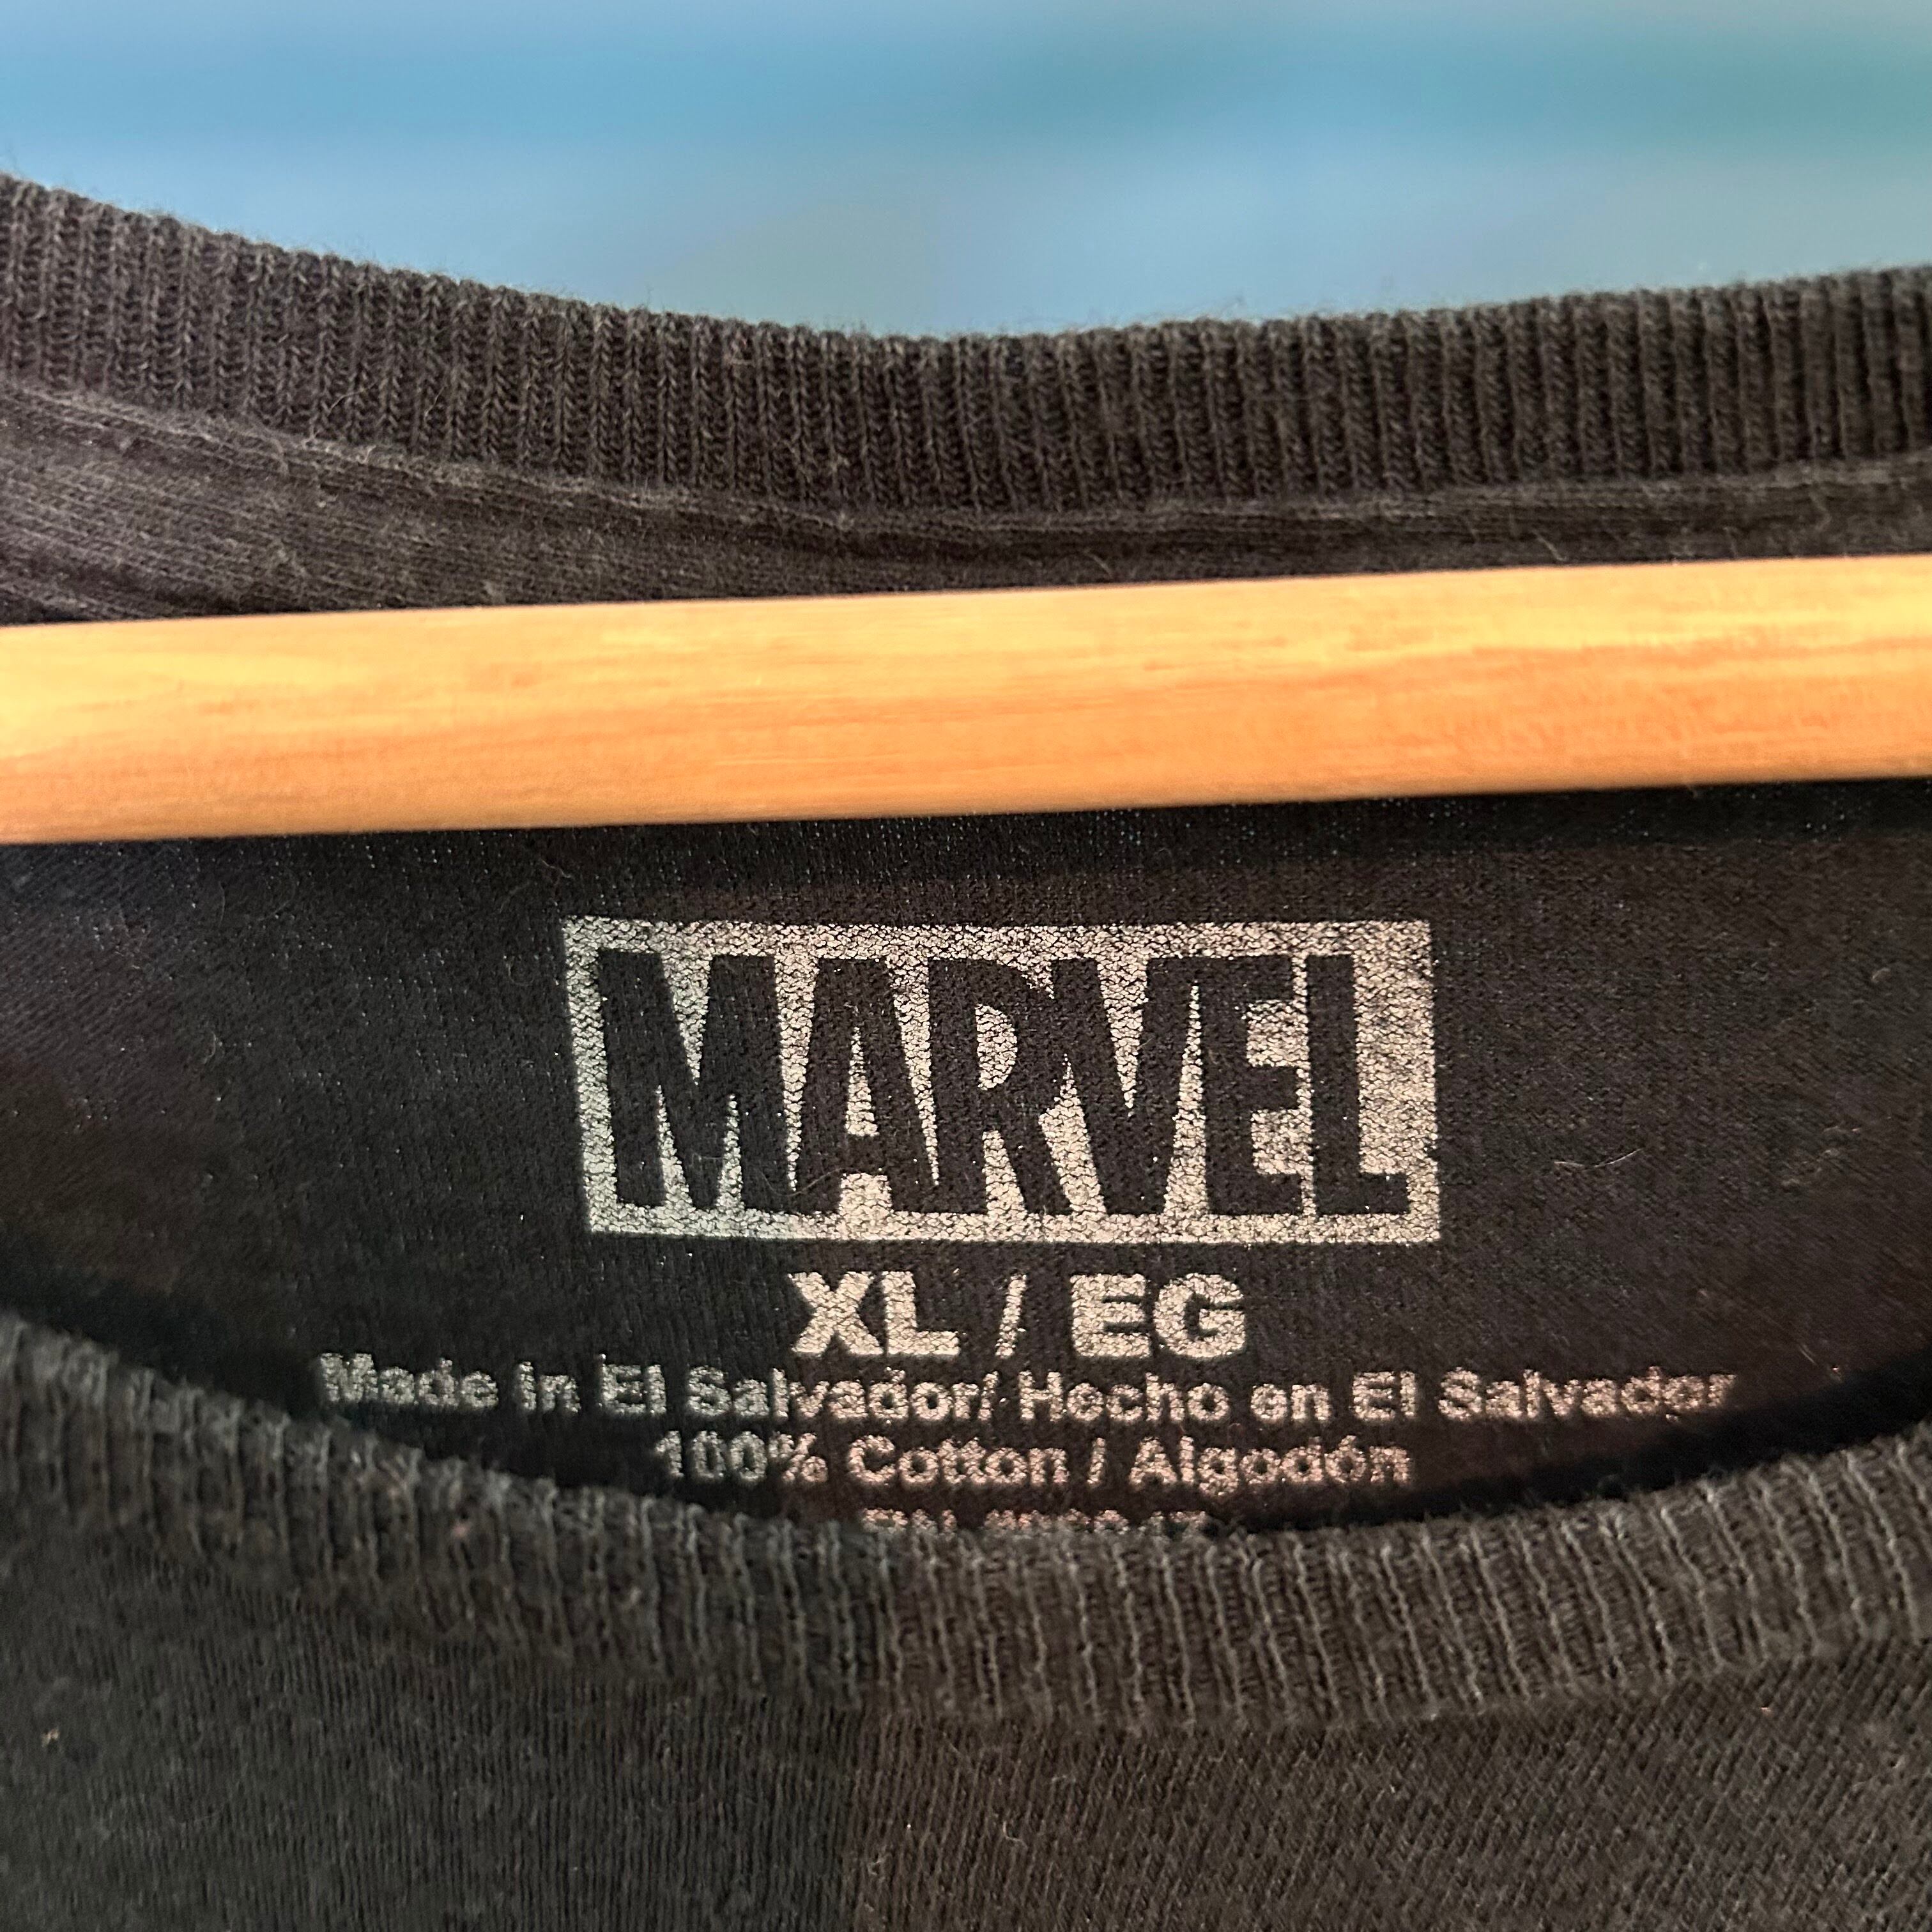 MARVEL
XL / EG
Made in El Salvador/ Hecho en El Salvador
100% Cotton / Algodón